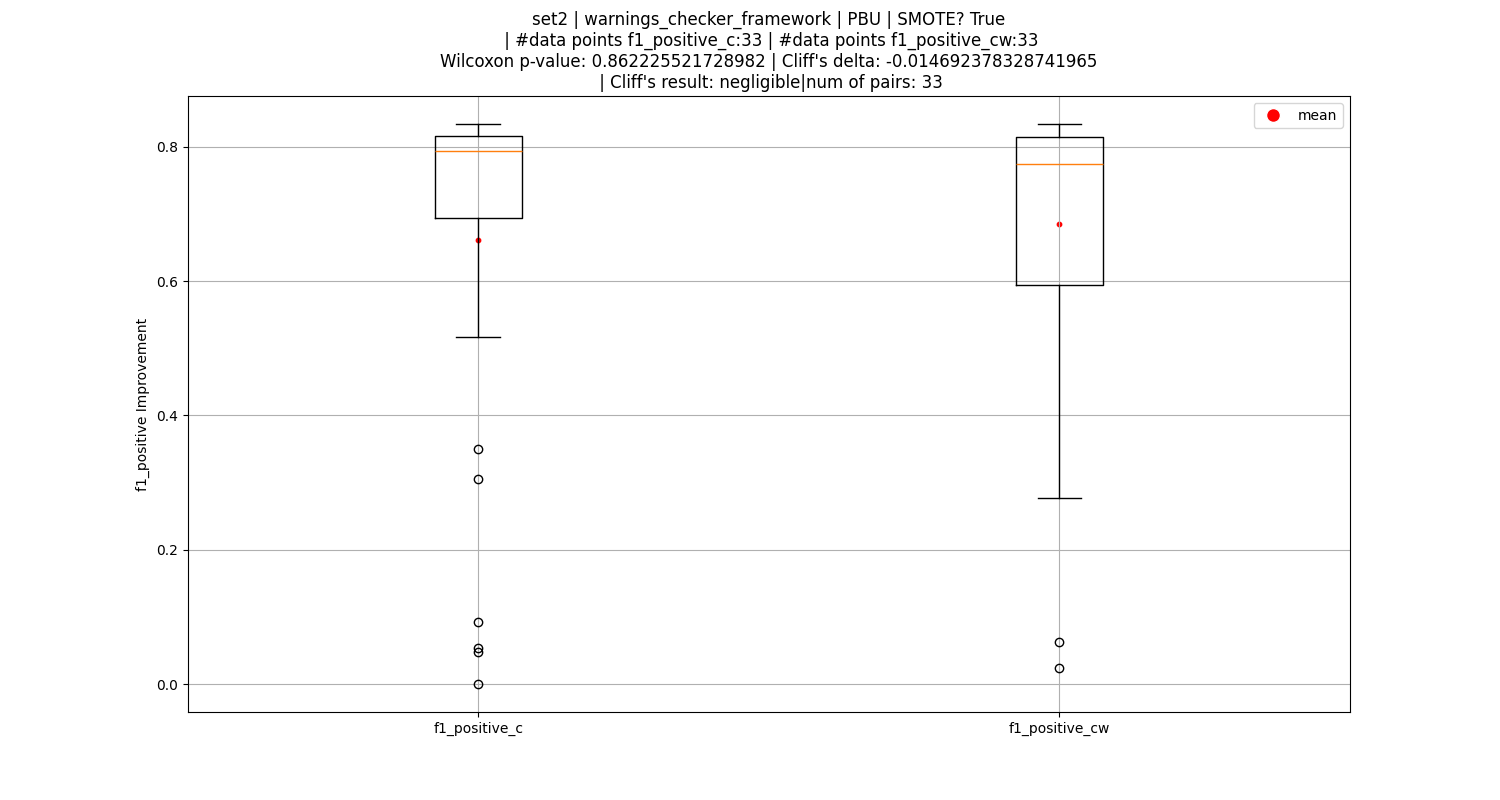 set2 | warnings_checker_framework | PBU | SMOTE? True
| #data points f1_positive_c:33 | #data points f1_positive_cw:33
Wilcoxon p-value: 0.862225521728982 | Cliff's delta: -0.014692378328741965
| Cliff's result: negligible|num of pairs: 33
mean
0.8
0.6
0.4
0.2
0.0
f1_positive Improvement
f1_positive_c
f1_positive_cw